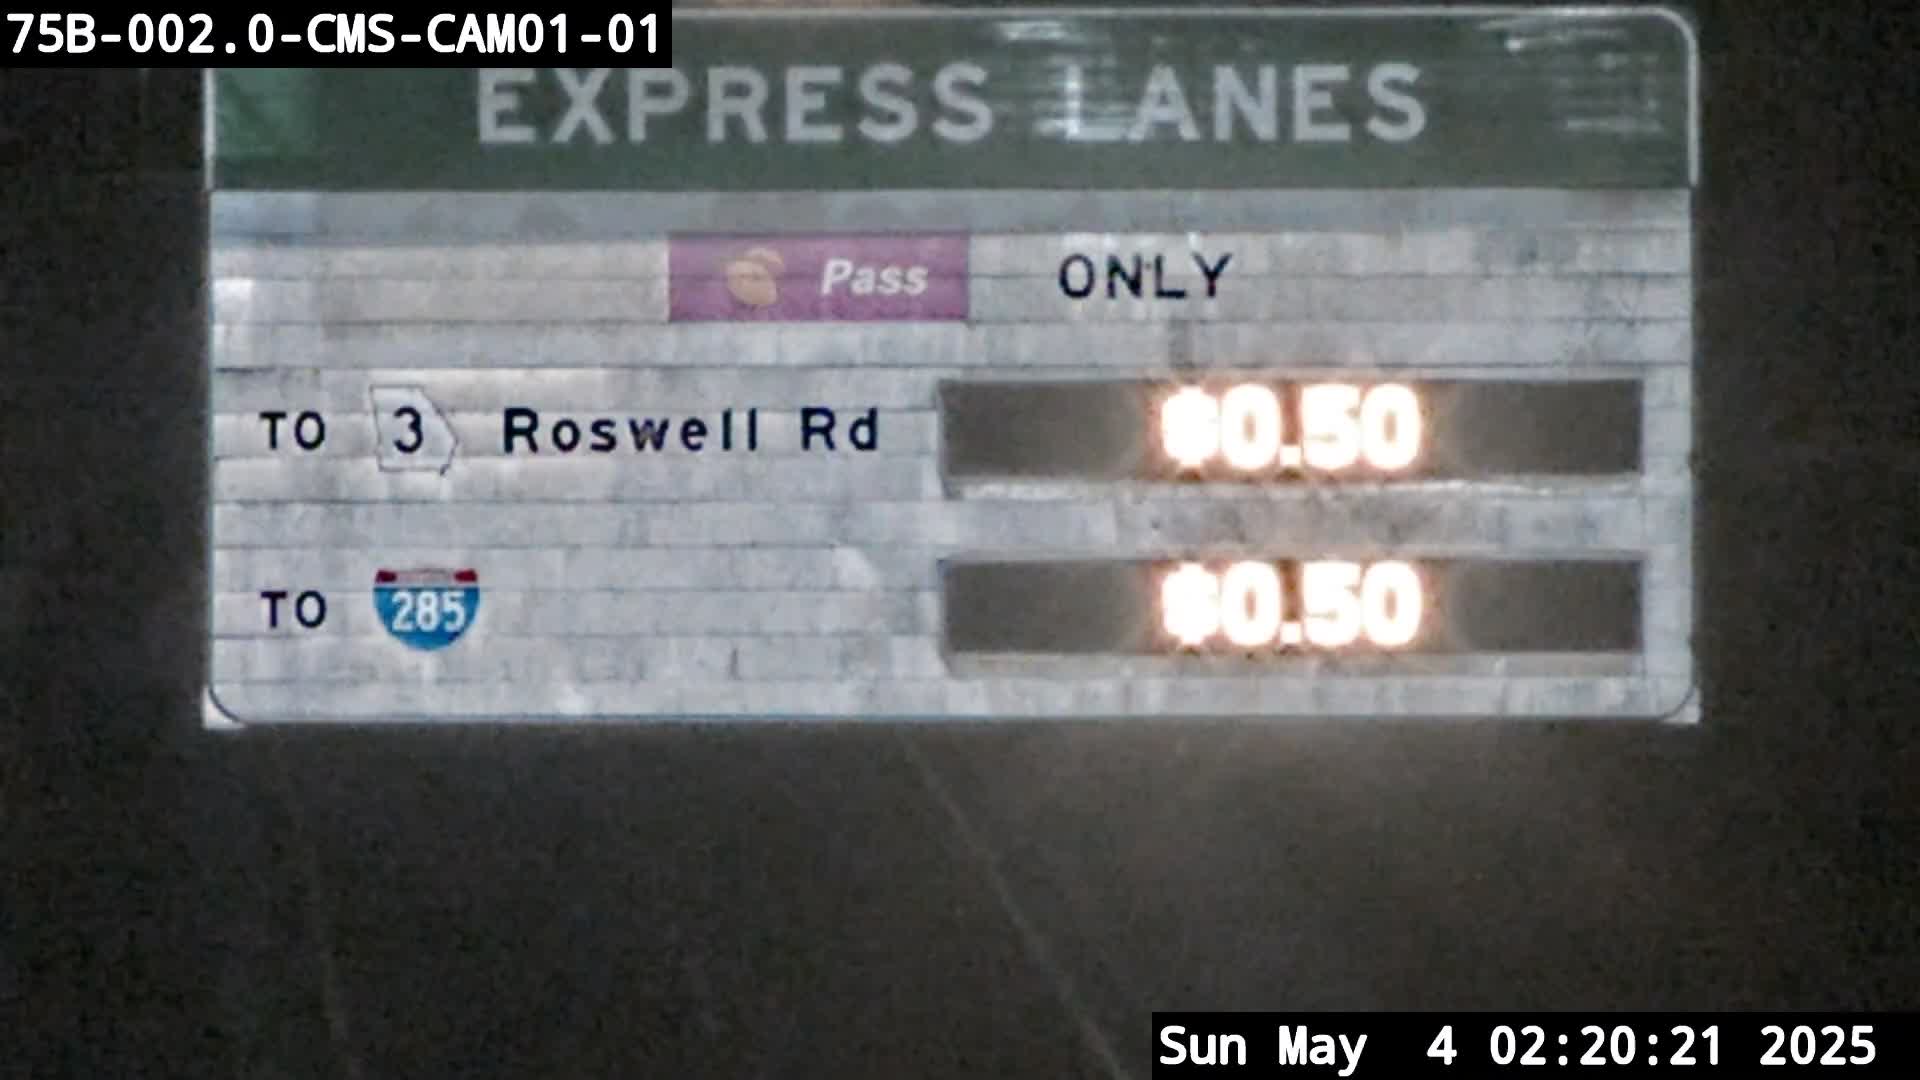 75B-002.0-CMS-CAM01-01
EXPRESS LANES
Pass ONLY
TO 3 Roswell Rd $0.50
TO 285 $0.50
Sun May 4 02:20:21 2025